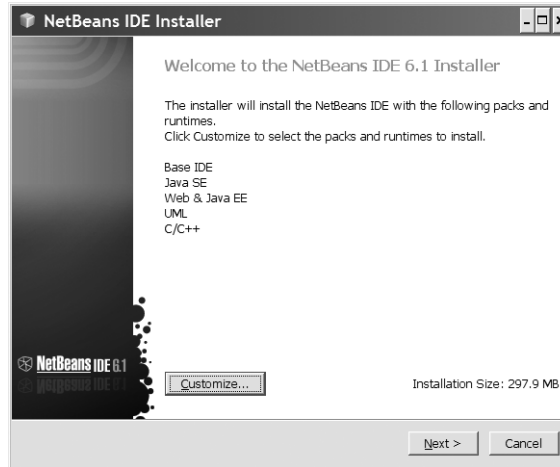 NetBeans IDE Installer
Welcome to the NetBeans IDE 6.1 Installer
The installer will install the NetBeans IDE with the following packs and
runtimes.
Click Customize to select the packs and runtimes to install.
Base IDE
Java SE
Web & Java EE
UML
C/C++
NetBeans IDE 6.1
Customize...
Installation Size: 297.9 MB
Next >
Cancel